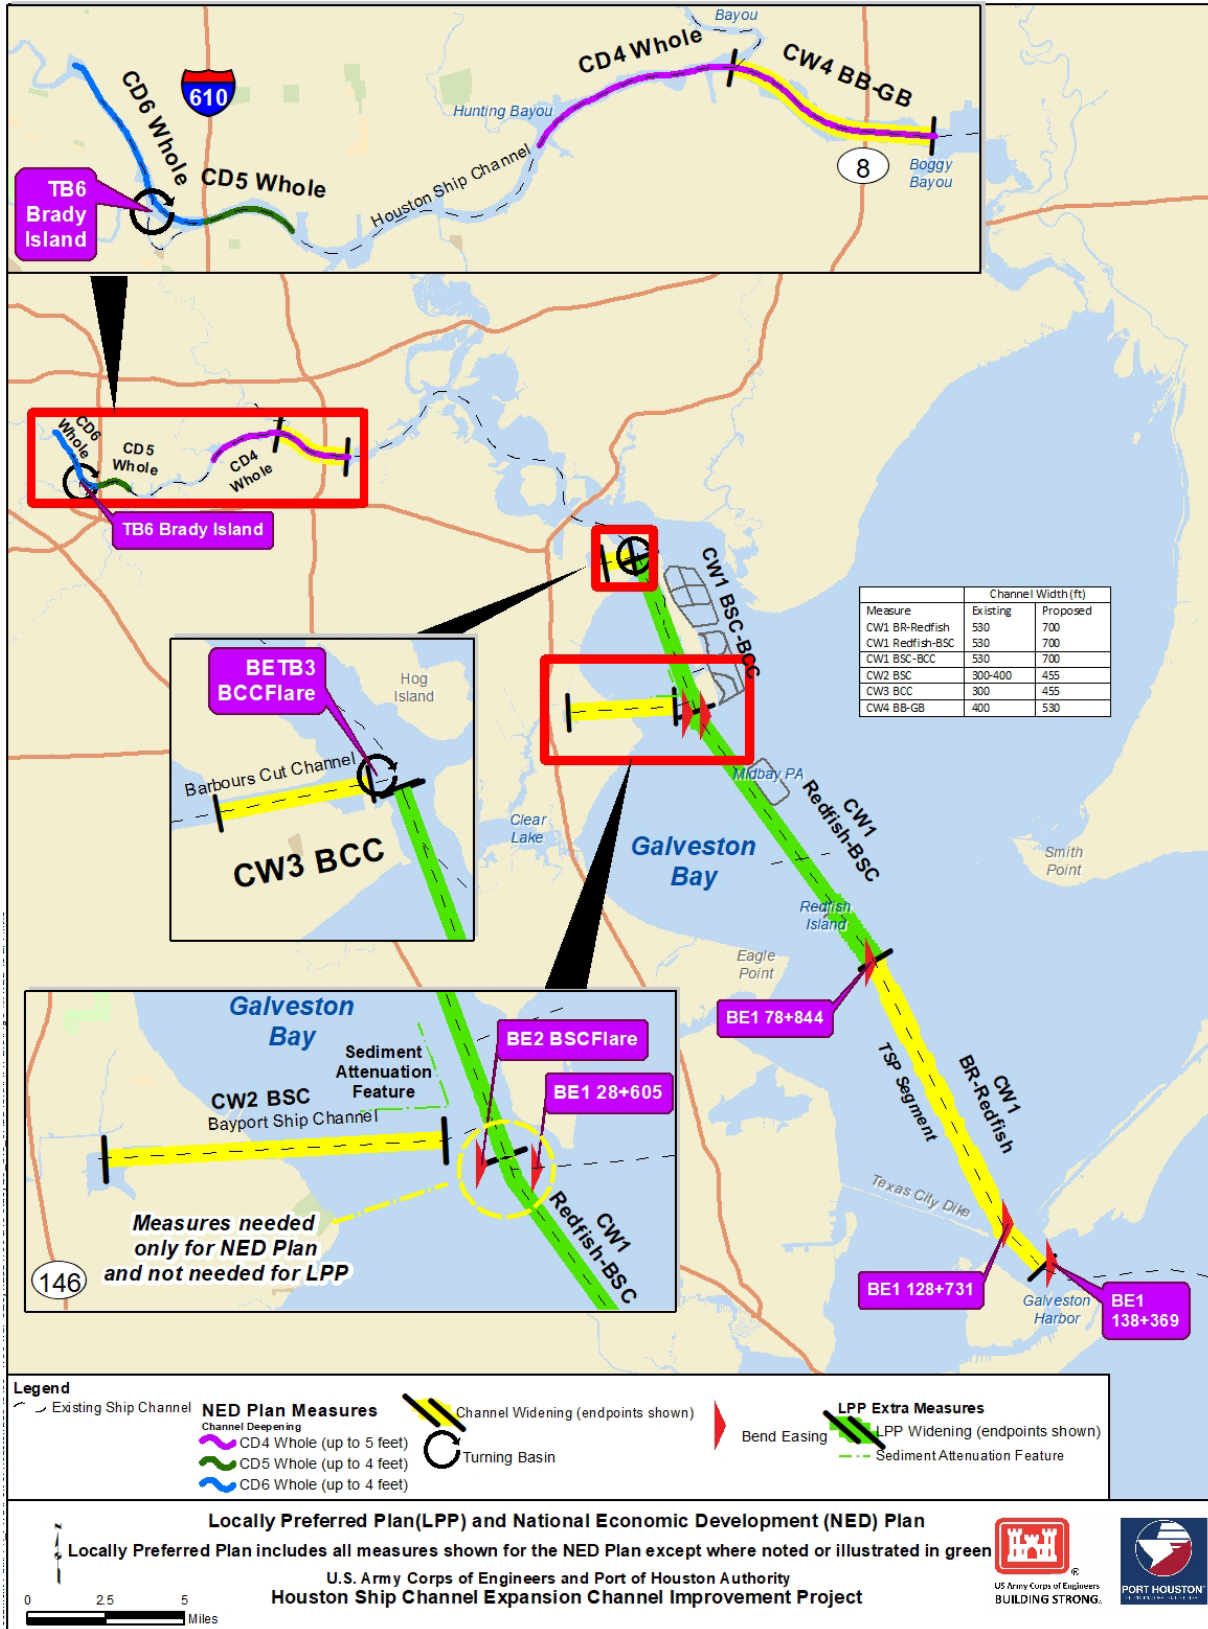 Bayou
CD4 Whole
CW4 BB-GB
CD6 Whole
610
Hunting Bayou
Houston Ship Channel
8
Boggy
Bayou
CD5 Whole
TB6
Brady
Island
CD6
Whole
CD5
Whole
CD4
Whole
TB6 Brady Island
CW1 BSC-BCC
Channel Width (ft)
Measure Existing Proposed
CW1 BR-Redfish 530 700
CW1 Redfish-BSC 530 700
CW1 BSC-BCC 530 700
CW2 BSC 300-400 455
CW3 BCC 300 455
CW4 BB-GB 400 530
BETB3
BCCFlare
Hog
Island
Barbours Cut Channel
CW3 BCC
Midbay PA
CW1
Redfish-BSC
Clear
Lake
Galveston
Bay
Smith
Point
Redfish
Island
Eagle
Point
BE1 78+844
TSP Segment
CW1
BR-Redfish
Texas City Dike
BE1 128+731
Galveston
Harbor
BE1
138+369
Galveston
Bay
Sediment
Attenuation
Feature
BE2 BSCFlare
BE1 28+605
CW2 BSC
Bayport Ship Channel
Measures needed
only for NED Plan
and not needed for LPP
CW1
Redfish-BSC
146
Legend
Existing Ship Channel
NED Plan Measures
Channel Deepening
CD4 Whole (up to 5 feet)
CD5 Whole (up to 4 feet)
CD6 Whole (up to 4 feet)
Channel Widening (endpoints shown)
Turning Basin
Bend Easing
LPP Extra Measures
LPP Widening (endpoints shown)
Sediment Attenuation Feature
Locally Preferred Plan(LPP) and National Economic Development (NED) Plan
Locally Preferred Plan includes all measures shown for the NED Plan except where noted or illustrated in green
U.S. Army Corps of Engineers and Port of Houston Authority
Houston Ship Channel Expansion Channel Improvement Project
N
0 2.5 5
Miles
US Army Corps of Engineers
BUILDING STRONG®
PORT HOUSTON